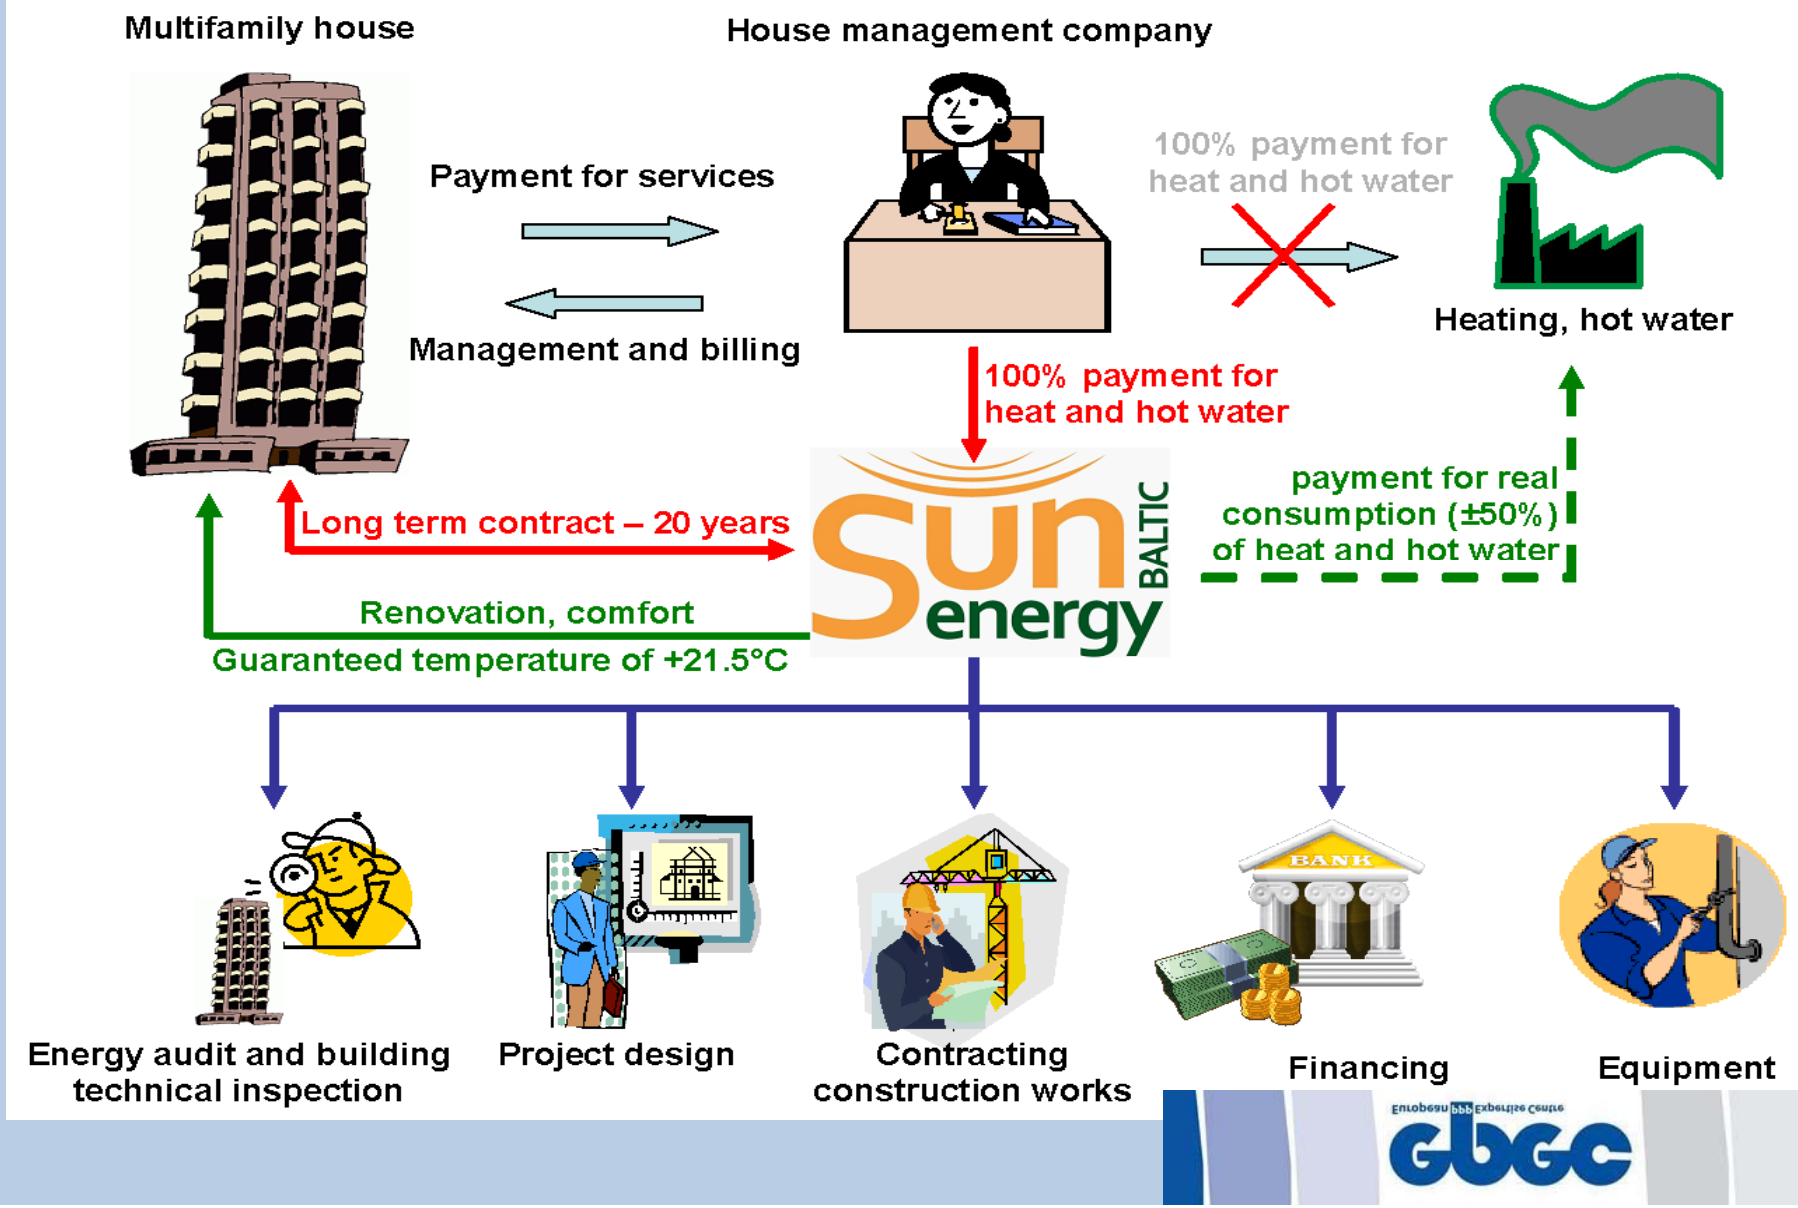 Multifamily house
House management company
Payment for services
100% payment for
heat and hot water
Management and billing
Heating, hot water
100% payment for
heat and hot water
Long term contract – 20 years
Sun
energy
BALTIC
payment for real
consumption (±50%)
of heat and hot water
Renovation, comfort
Guaranteed temperature of +21.5°C
BANK
Energy audit and building
technical inspection
Project design
Contracting
construction works
Financing
Equipment
European ppp Expertise Centre